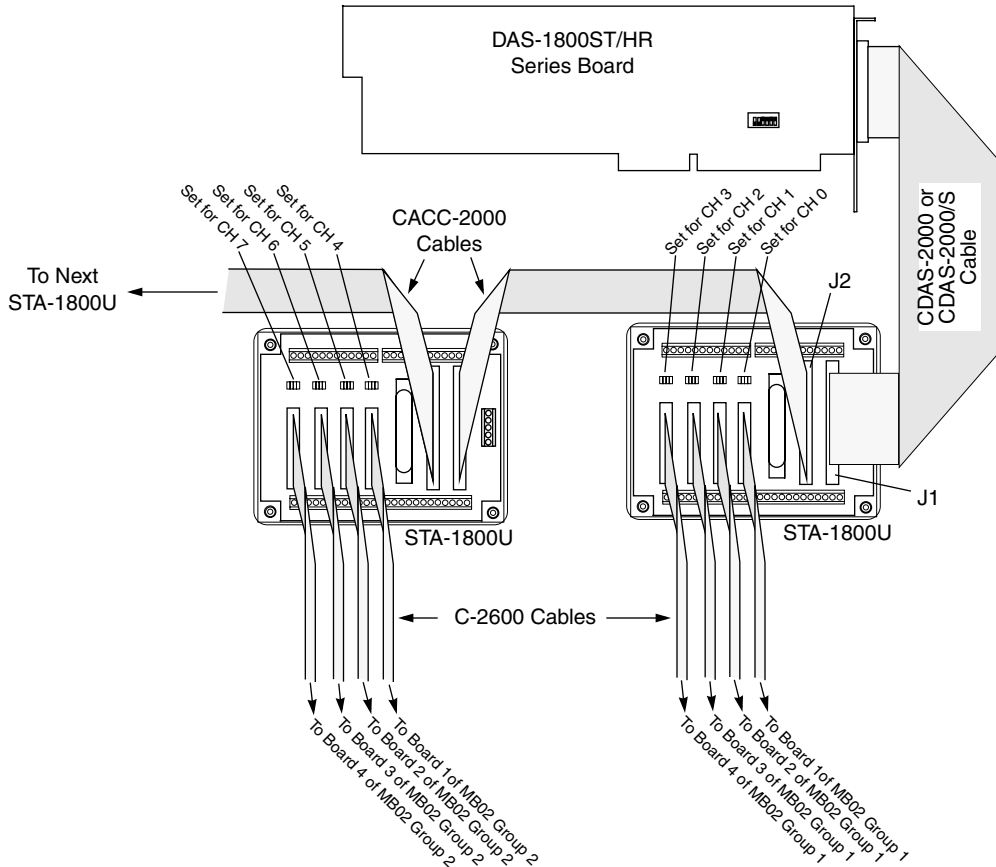 DAS-1800ST/HR
Series Board
CDAS-2000 or
CDAS-2000/S
Cable
Set for CH 7
Set for CH 6
Set for CH 5
Set for CH 4
CACC-2000
Cables
Set for CH 3
Set for CH 2
Set for CH 1
Set for CH 0
To Next
STA-1800U
J2
J1
STA-1800U
STA-1800U
C-2600 Cables
To Board 4 of MB02 Group 2
To Board 3 of MB02 Group 2
To Board 2 of MB02 Group 2
To Board 1of MB02 Group 2
To Board 4 of MB02 Group 1
To Board 3 of MB02 Group 1
To Board 2 of MB02 Group 1
To Board 1of MB02 Group 1